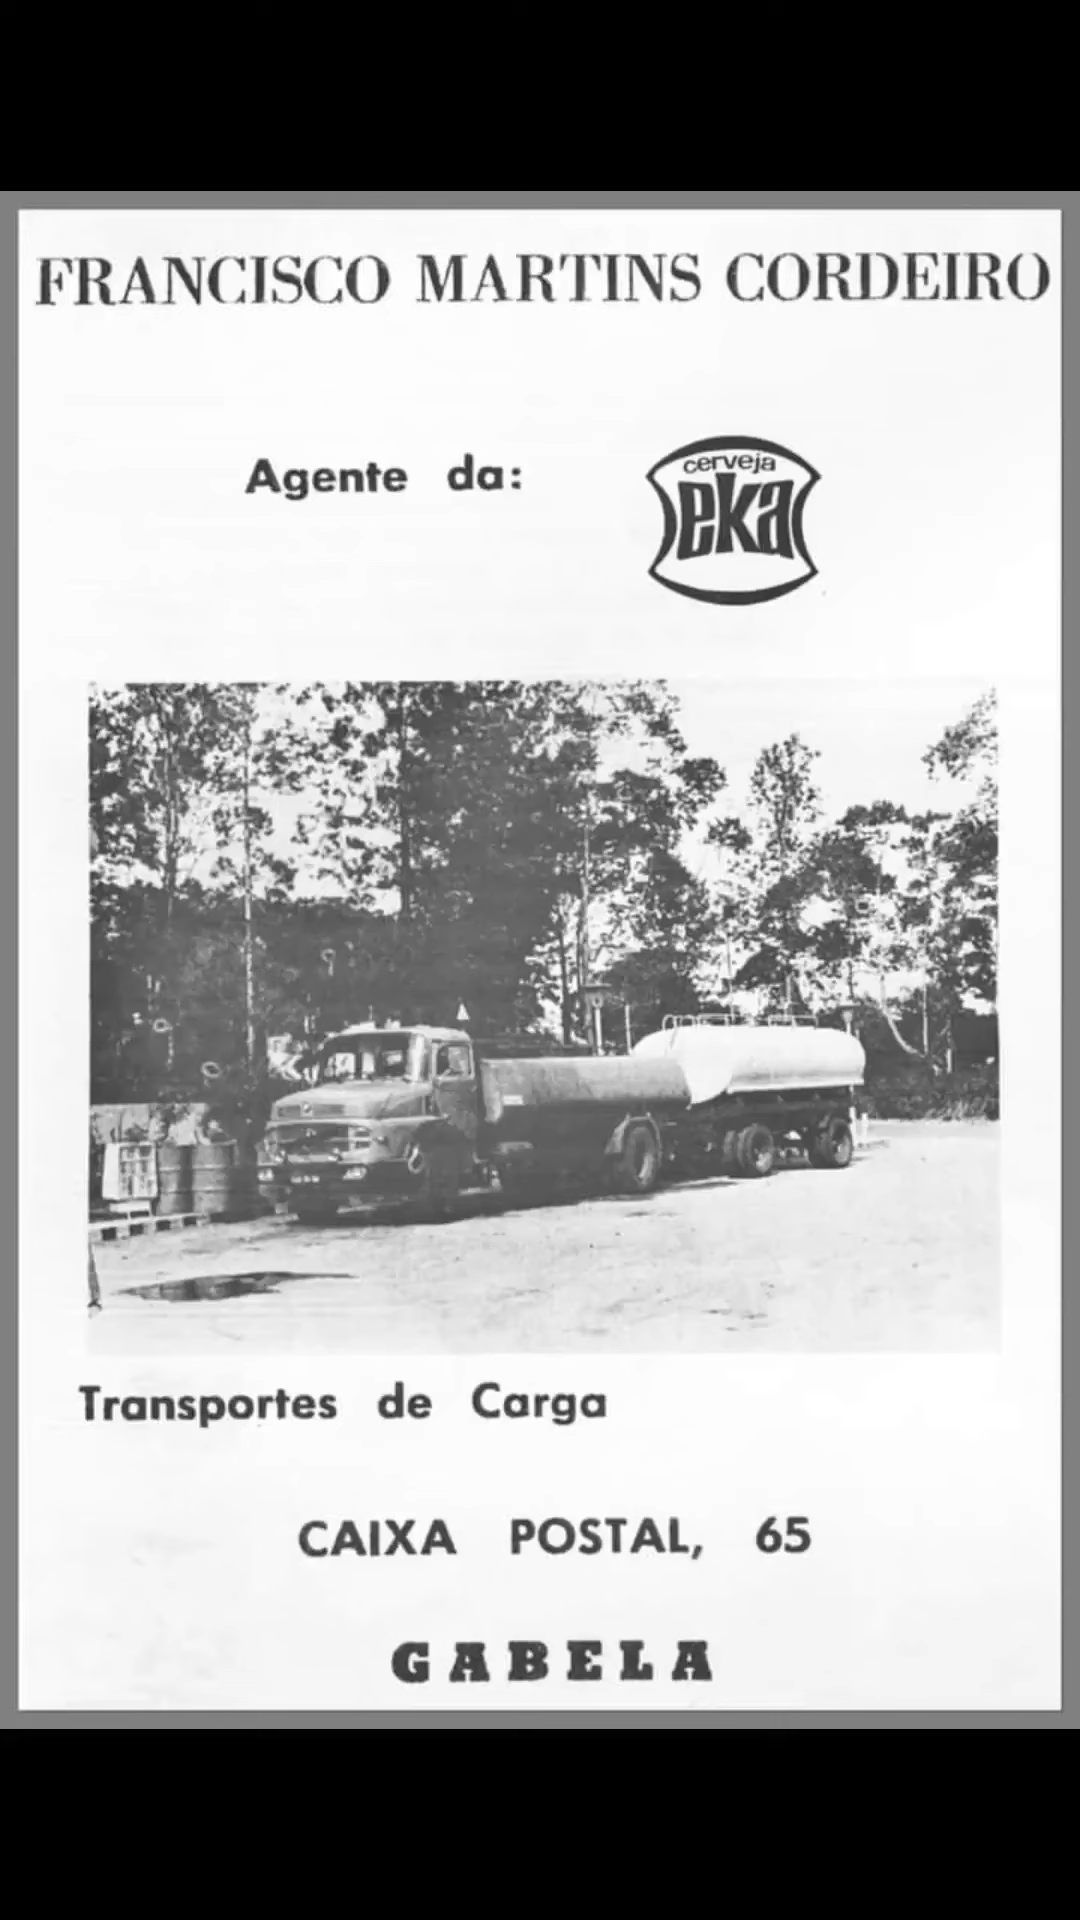 FRANCISCO MARTINS CORDEIRO
Agente da:
cerveja
eka
Transportes de Carga
CAIXA POSTAL, 65
GABELA